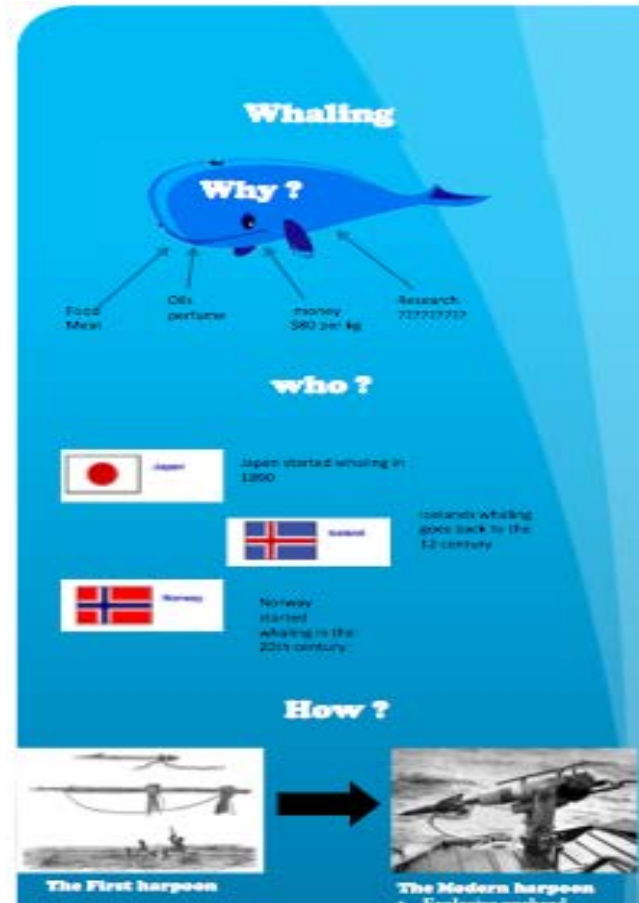 Whaling
Why ?
Food
Meat
Oils
perfume
money
$80 per kg
Research
?????????
who ?
Japan
Japan started whaling in
1890
Iceland
Icelands whaling
goes back to the
12 century
Norway
Norway
started
whaling in the
20th century
How ?
The First harpoon
The Modern harpoon